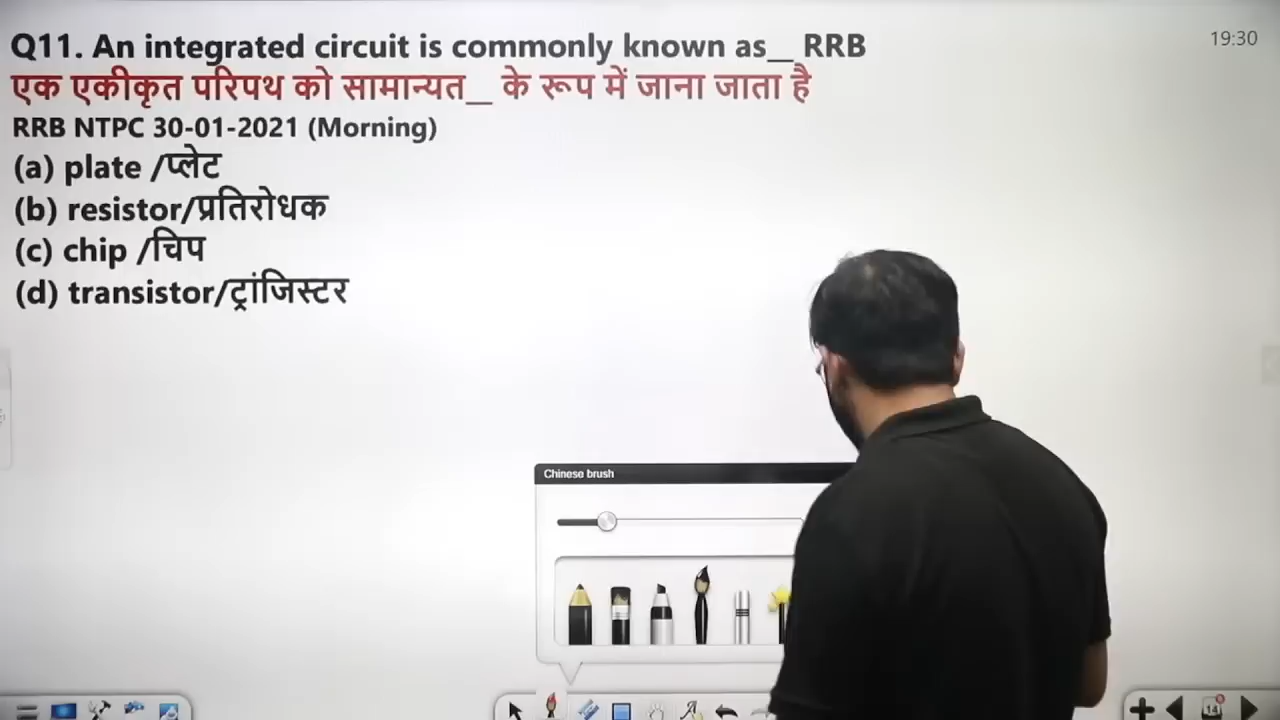 Q11. An integrated circuit is commonly known as__ RRB
19:30
एक एकीकृत परिपथ को सामान्यत__ के रूप में जाना जाता है
RRB NTPC 30-01-2021 (Morning)
(a) plate /प्लेट
(b) resistor/प्रतिरोधक
(c) chip /चिप
(d) transistor/ट्रांजिस्टर
Chinese brush
14